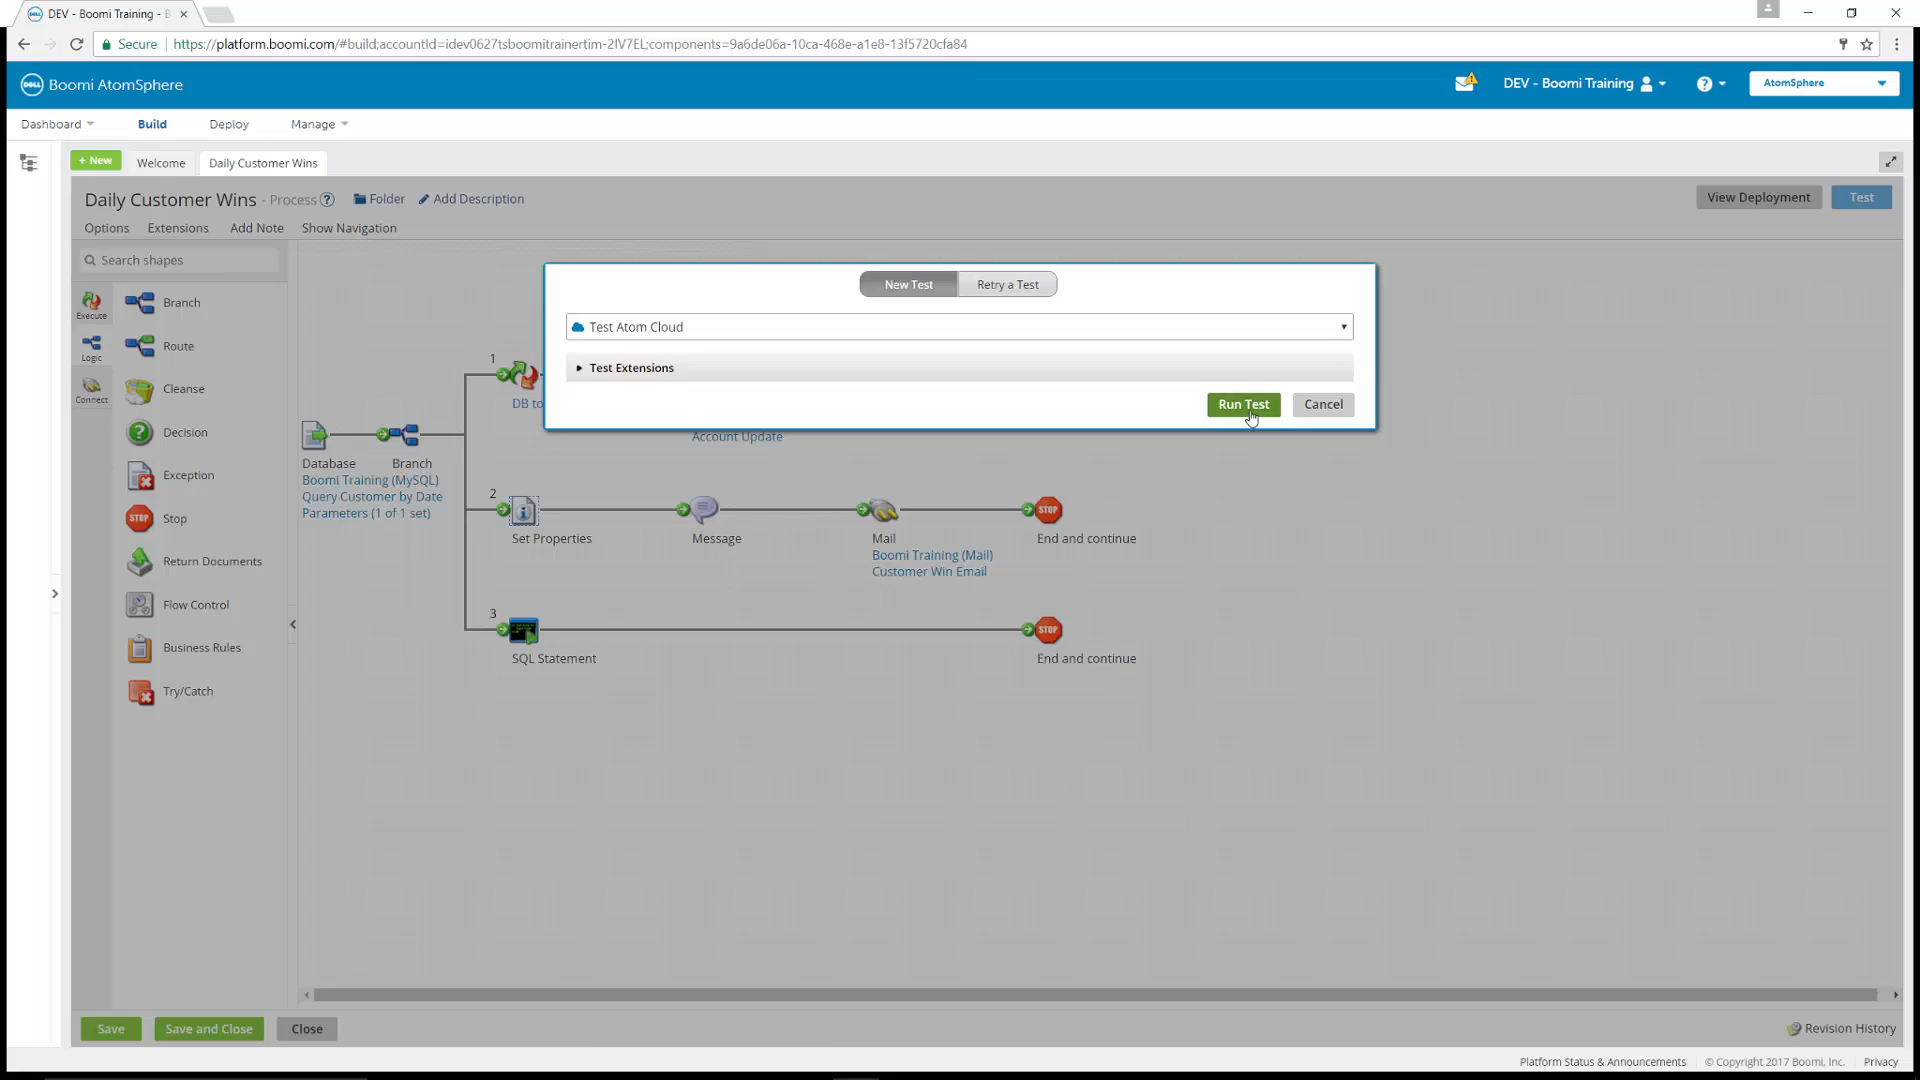 DEV - Boomi Training - B
Secure
https://platform.boomi.com/#build;accountId=idev0627tsboomitrainertim-2IV7EL;components=9a6de06a-10ca-468e-a1e8-13f5720cfa84
DELL Boomi AtomSphere
DEV - Boomi Training
?
AtomSphere
Dashboard
Build
Deploy
Manage
+ New
Welcome
Daily Customer Wins
Daily Customer Wins - Process ?
Folder
Add Description
View Deployment
Test
Options
Extensions
Add Note
Show Navigation
Search shapes
Execute
Logic
Connect
Branch
Route
Cleanse
Decision
Exception
STOP
Stop
Return Documents
Flow Control
Business Rules
Try/Catch
New Test
Retry a Test
Test Atom Cloud
Test Extensions
Run Test
Cancel
1
DB to
Account Update
Database
Boomi Training (MySQL)
Query Customer by Date
Parameters (1 of 1 set)
Branch
2
Set Properties
Message
Mail
Boomi Training (Mail)
Customer Win Email
STOP
End and continue
3
SQL Statement
STOP
End and continue
Save
Save and Close
Close
Revision History
Platform Status & Announcements
© Copyright 2017 Boomi, Inc.
Privacy